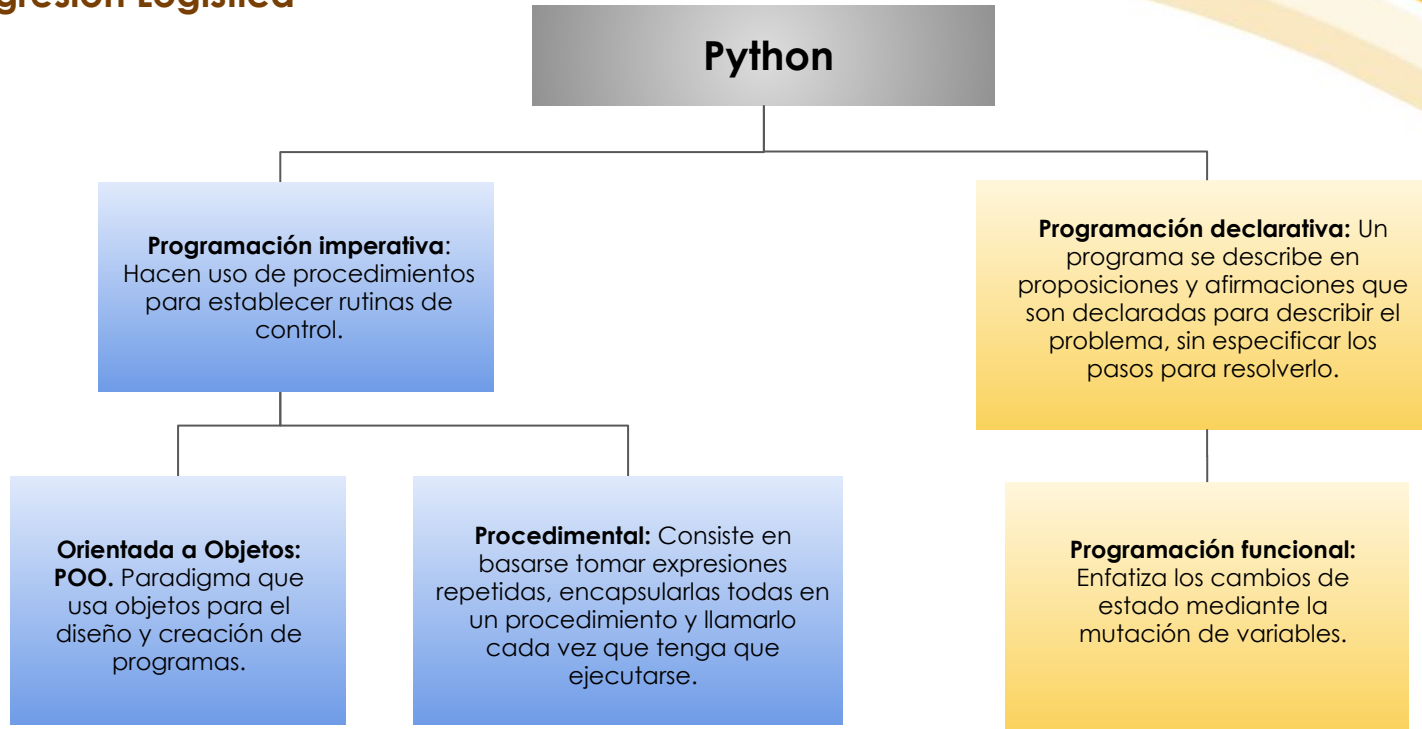 gresión Logística
Python
Programación imperativa:
Hacen uso de procedimientos
para establecer rutinas de
control.
Programación declarativa: Un
programa se describe en
proposiciones y afirmaciones que
son declaradas para describir el
problema, sin especificar los
pasos para resolverlo.
Orientada a Objetos:
POO. Paradigma que
usa objetos para el
diseño y creación de
programas.
Procedimental: Consiste en
basarse tomar expresiones
repetidas, encapsularlas todas en
un procedimiento y llamarlo
cada vez que tenga que
ejecutarse.
Programación funcional:
Enfatiza los cambios de
estado mediante la
mutación de variables.